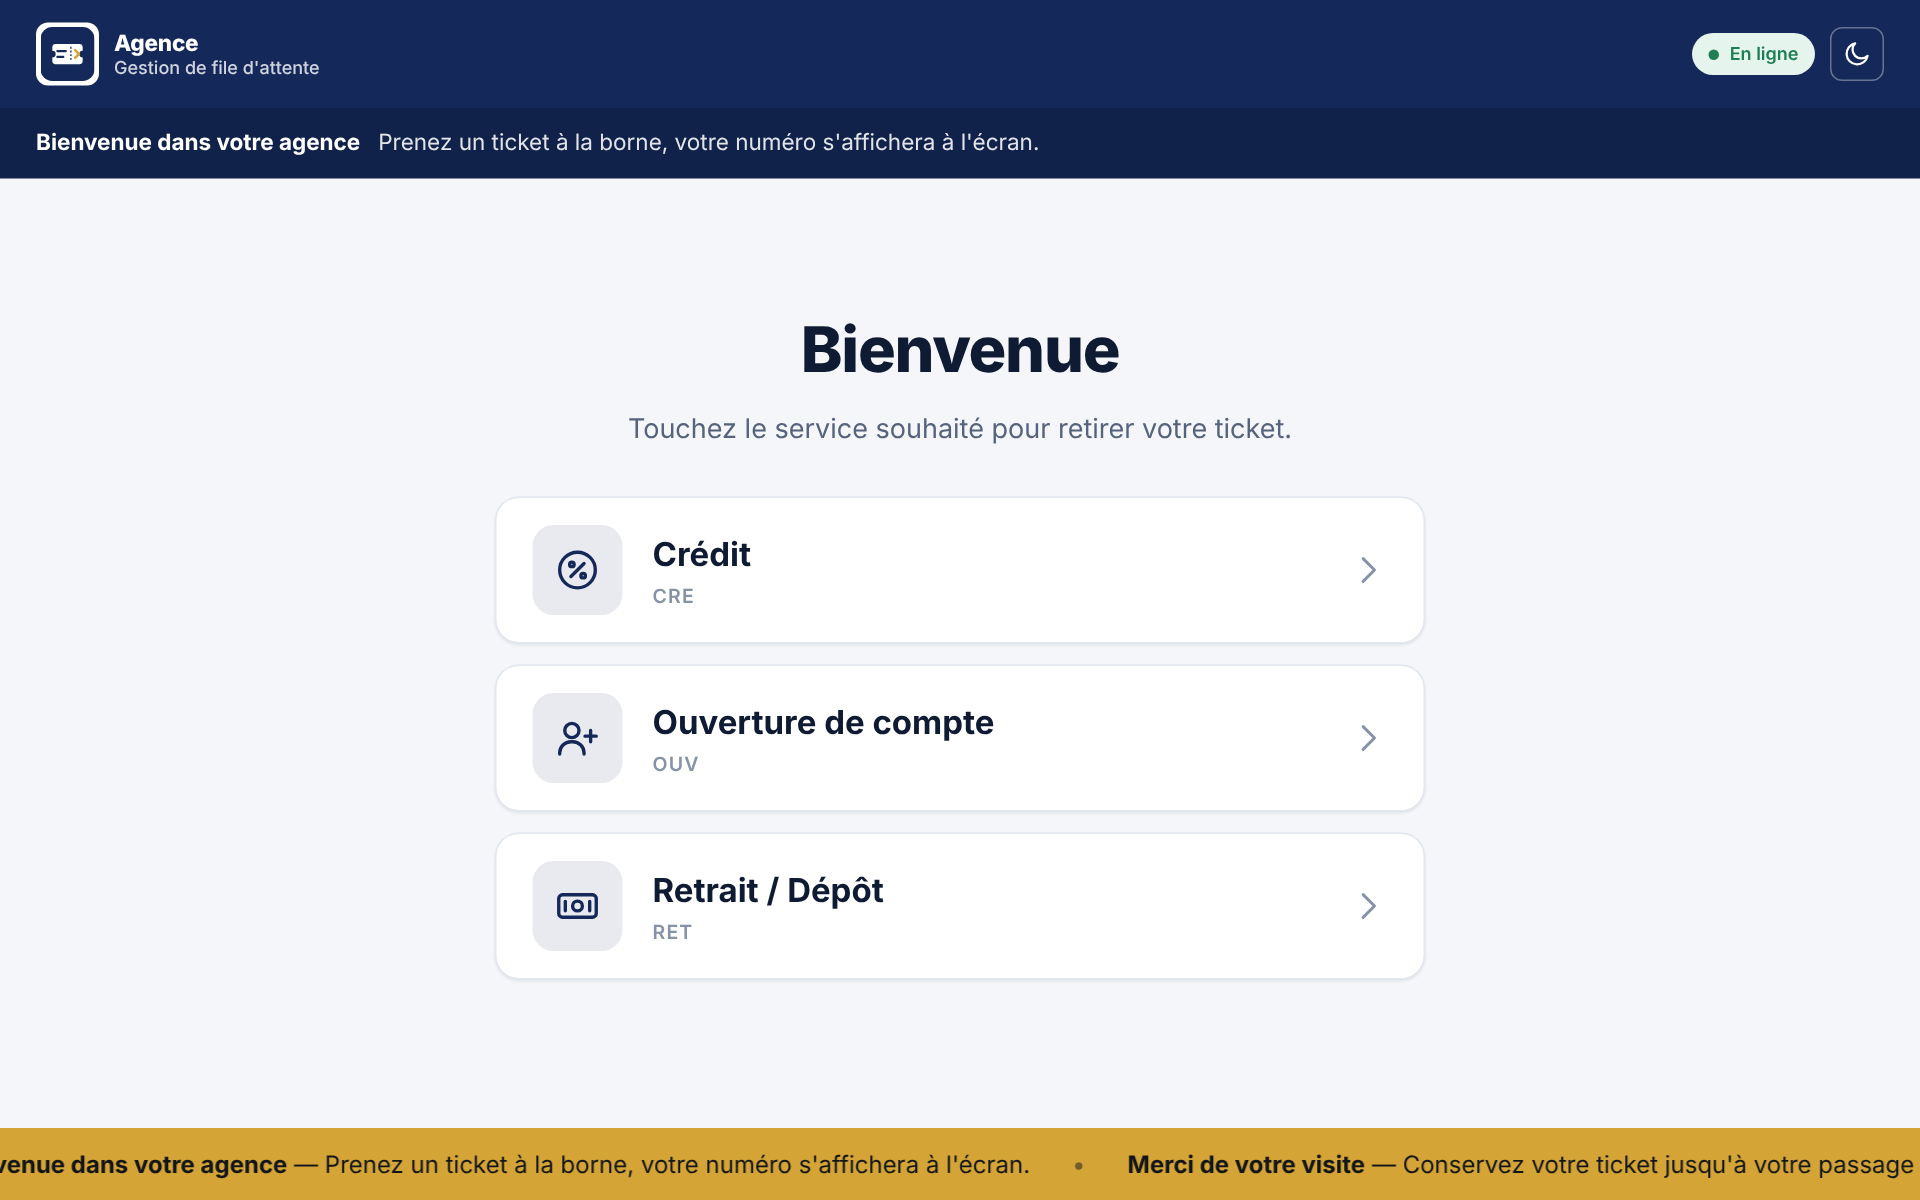 Agence
Gestion de file d'attente
En ligne
Bienvenue dans votre agence Prenez un ticket à la borne, votre numéro s'affichera à l'écran.
Bienvenue
Touchez le service souhaité pour retirer votre ticket.
Crédit
CRE
Ouverture de compte
OUV
Retrait / Dépôt
RET
venue dans votre agence — Prenez un ticket à la borne, votre numéro s'affichera à l'écran. • Merci de votre visite — Conservez votre ticket jusqu'à votre passage